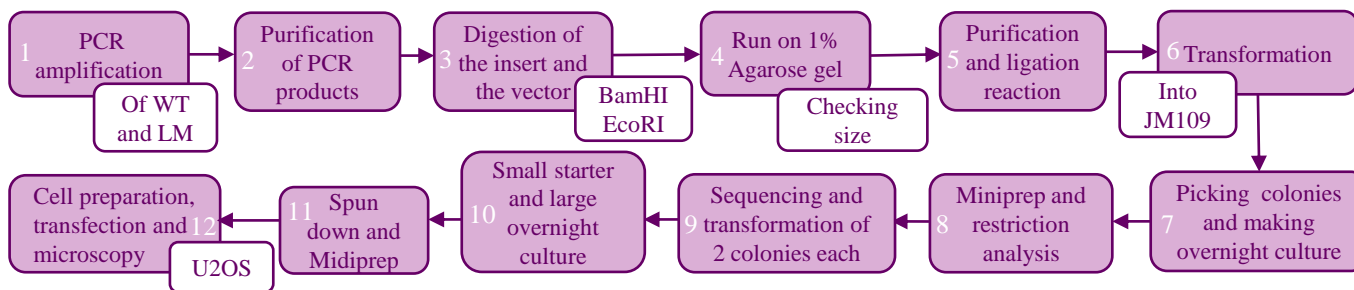 1
PCR
amplification
Of WT
and LM
2
Purification
of PCR
products
3
Digestion of
the insert and
the vector
BamHI
EcoRI
4
Run on 1%
Agarose gel
Checking
size
5
Purification
and ligation
reaction
6
Transformation
Into
JM109
7
Picking colonies
and making
overnight culture
8
Miniprep and
restriction
analysis
9
Sequencing and
transformation of
2 colonies each
10
Small starter
and large
overnight
culture
11
Spun
down and
Midiprep
12
Cell preparation,
transfection and
microscopy
U2OS